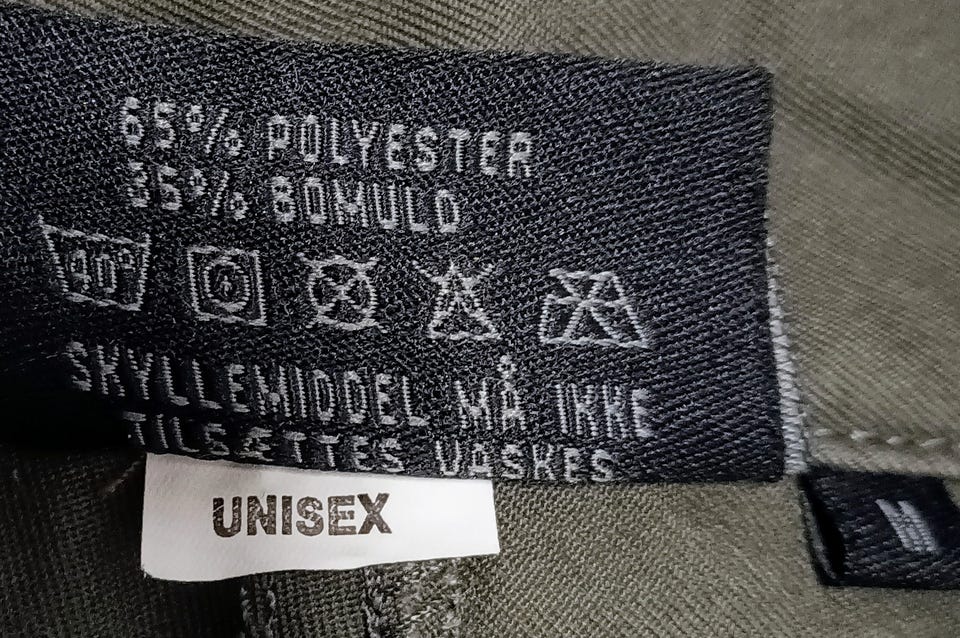 65% POLYESTER
35% BOMULD
40°
SKYLLEMIDDEL MÅ IKKE
TILSÆTTES VASKES
UNISEX
M